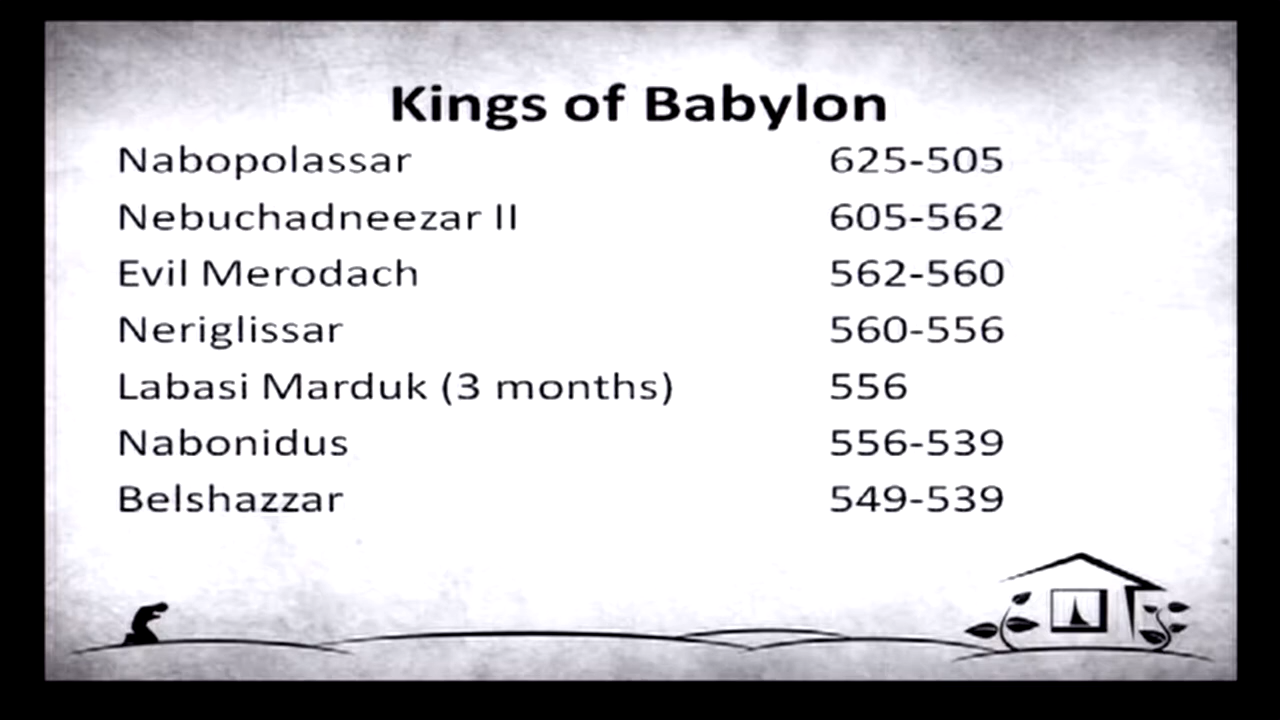 Kings of Babylon
Nabopolassar 625-505
Nebuchadneezar II 605-562
Evil Merodach 562-560
Neriglissar 560-556
Labasi Marduk (3 months) 556
Nabonidus 556-539
Belshazzar 549-539